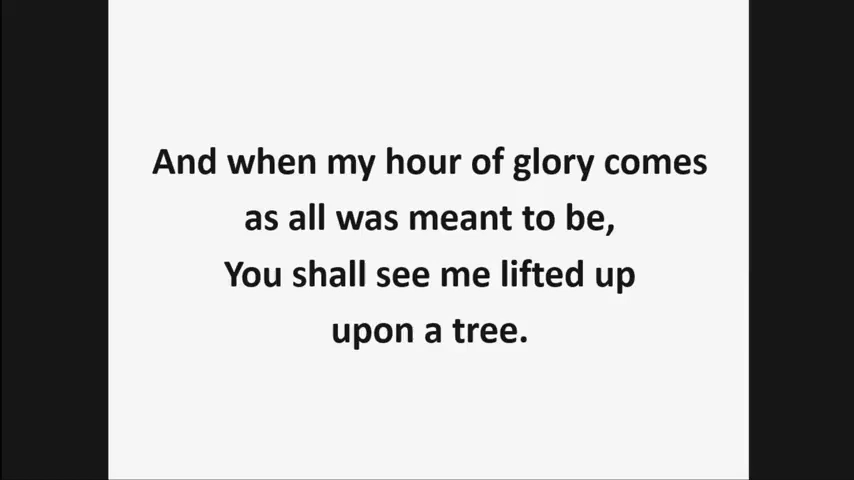 And when my hour of glory comes
as all was meant to be,
You shall see me lifted up
upon a tree.